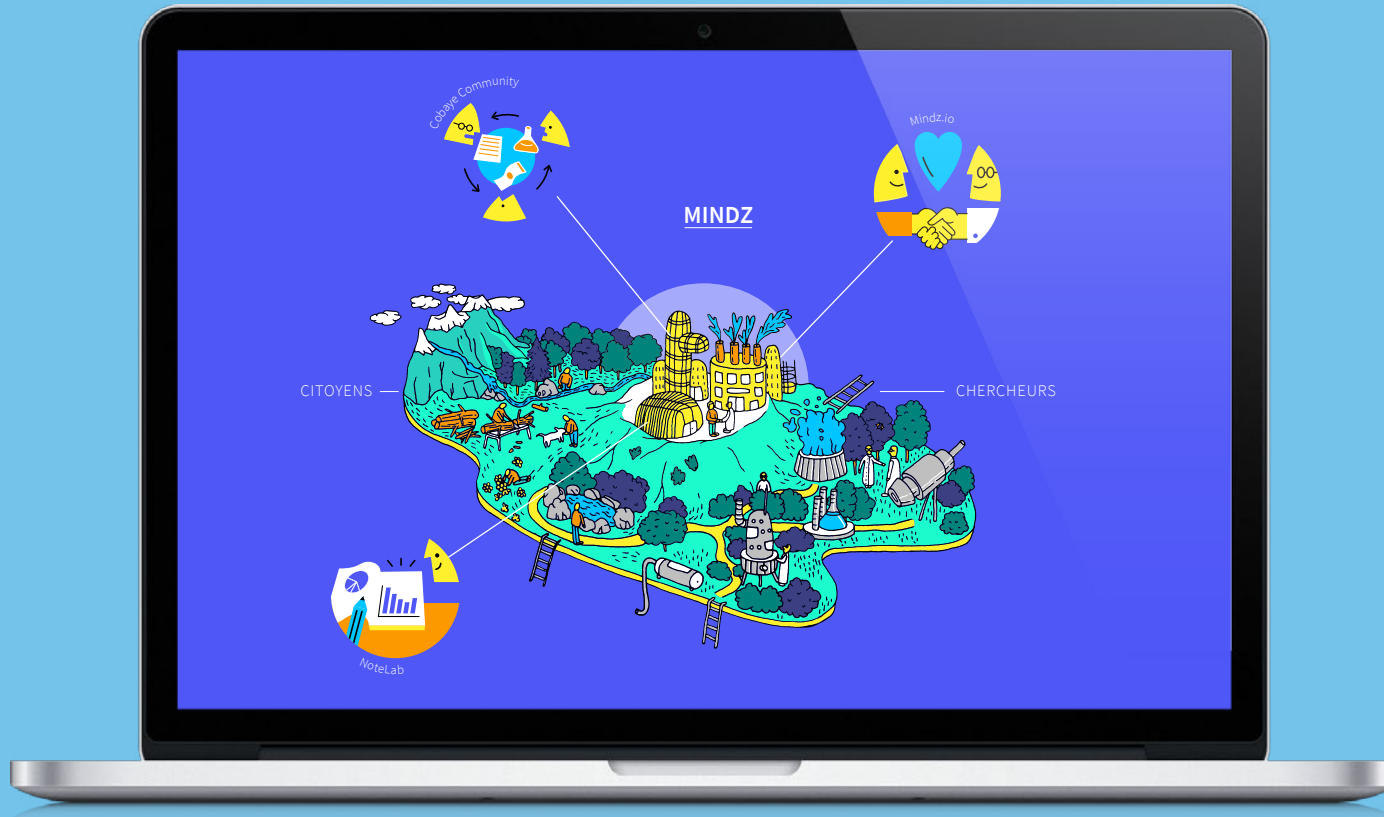 Cobaye Community
Mindz.io
MINDZ
CITOYENS
CHERCHEURS
NoteLab